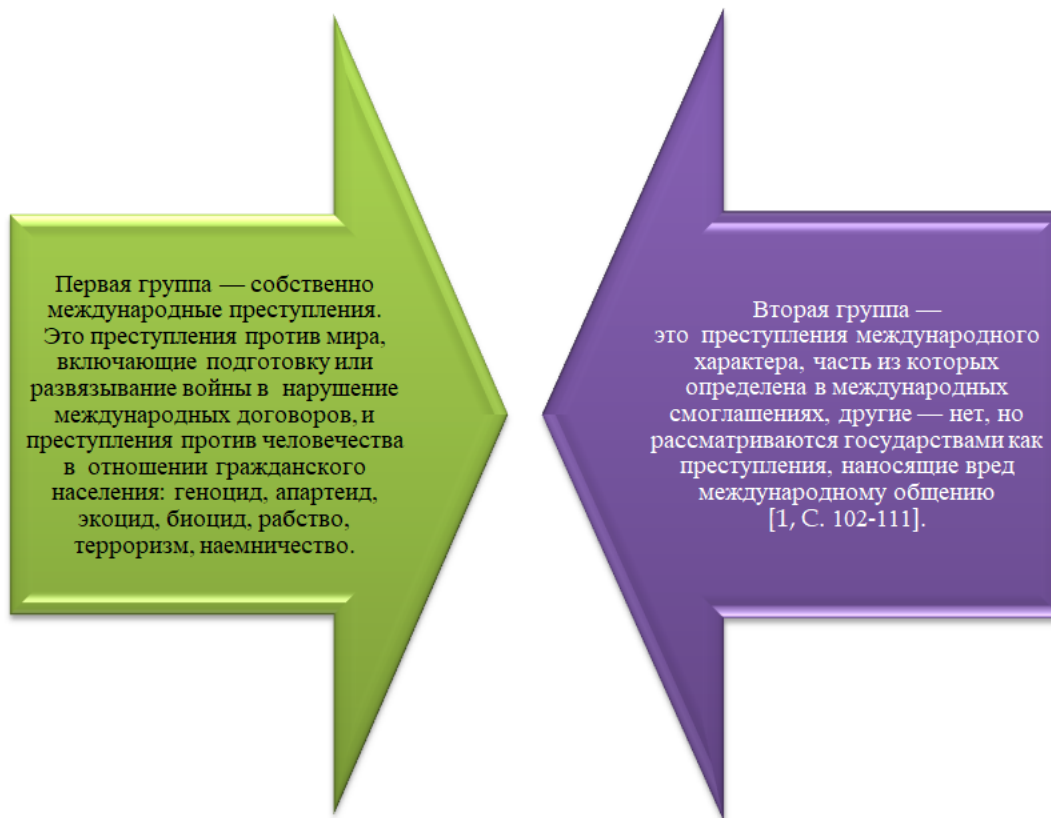 Первая группа — собственно
международные преступления.
Это преступления против мира,
включающие подготовку или
развязывание войны в нарушение
международных договоров, и
преступления против человечества
в отношении гражданского
населения: геноцид, апартеид,
экоцид, биоцид, рабство,
терроризм, наемничество.
Вторая группа —
это преступления международного
характера, часть из которых
определена в международных
смоглашениях, другие — нет, но
рассматриваются государствами как
преступления, наносящие вред
международному общению
[1, С. 102-111].